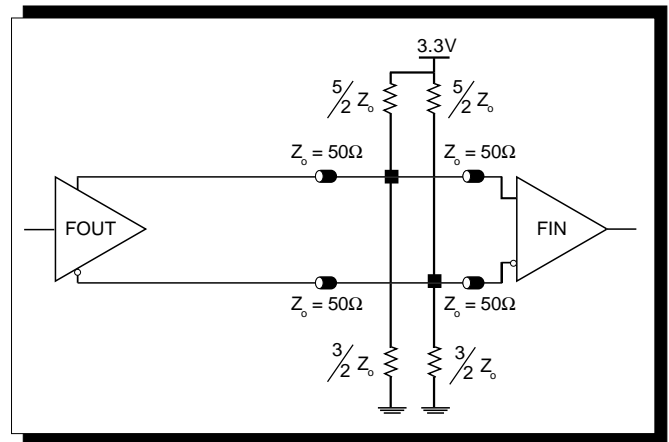 3.3V
5/2 Zo 5/2 Zo
Zo = 50Ω Zo = 50Ω
FOUT FIN
Zo = 50Ω Zo = 50Ω
3/2 Zo 3/2 Zo